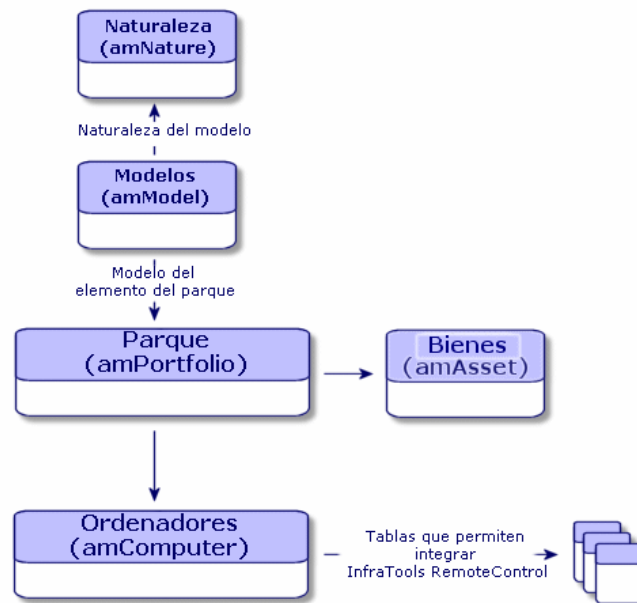 Naturaleza
(amNature)
Naturaleza del modelo
Modelos
(amModel)
Modelo del
elemento del parque
Parque
(amPortfolio)
Bienes
(amAsset)
Ordenadores
(amComputer)
Tablas que permiten
integrar
InfraTools RemoteControl